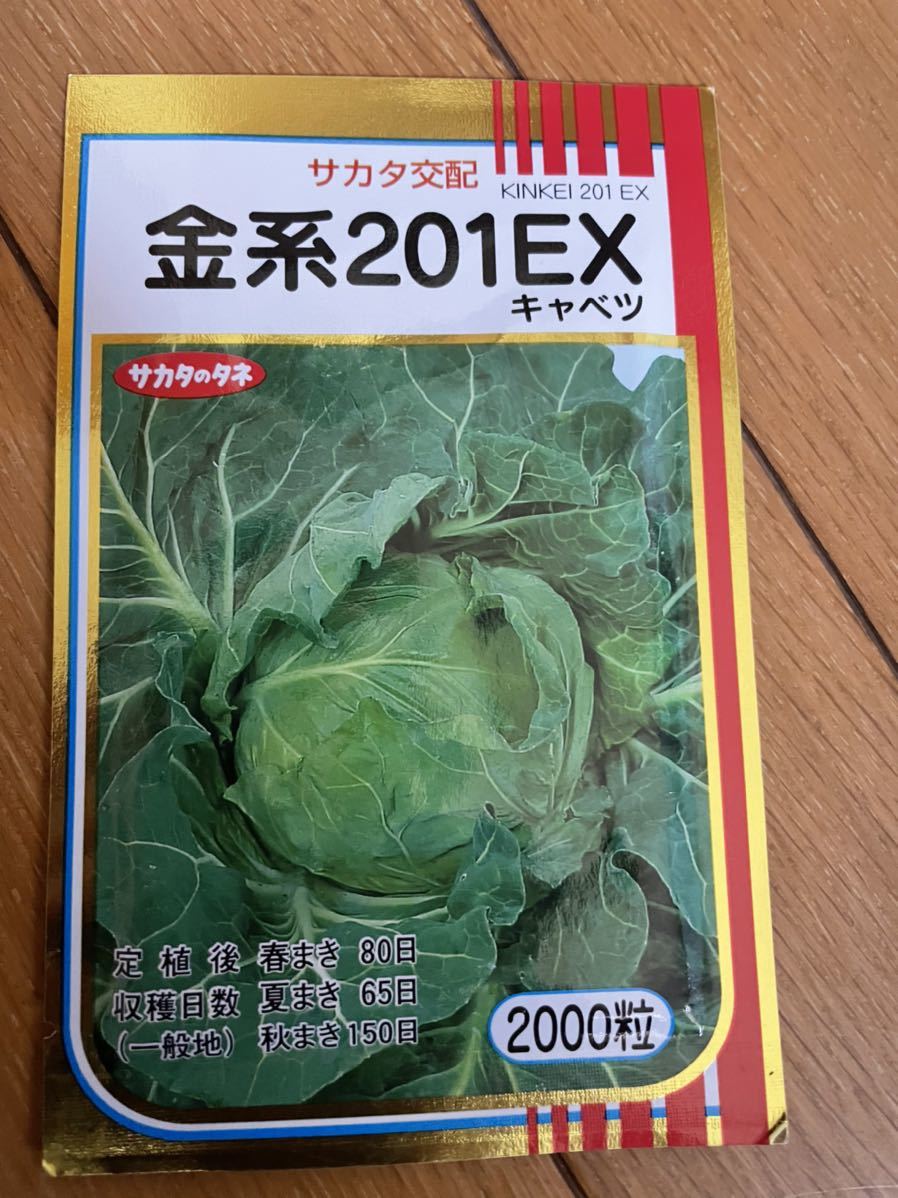 サカタ交配
KINKEI 201 EX
金系201EX
キャベツ
サカタのタネ
定植後 春まき 80日
収穫日数 夏まき 65日
(一般地) 秋まき 150日
2000粒